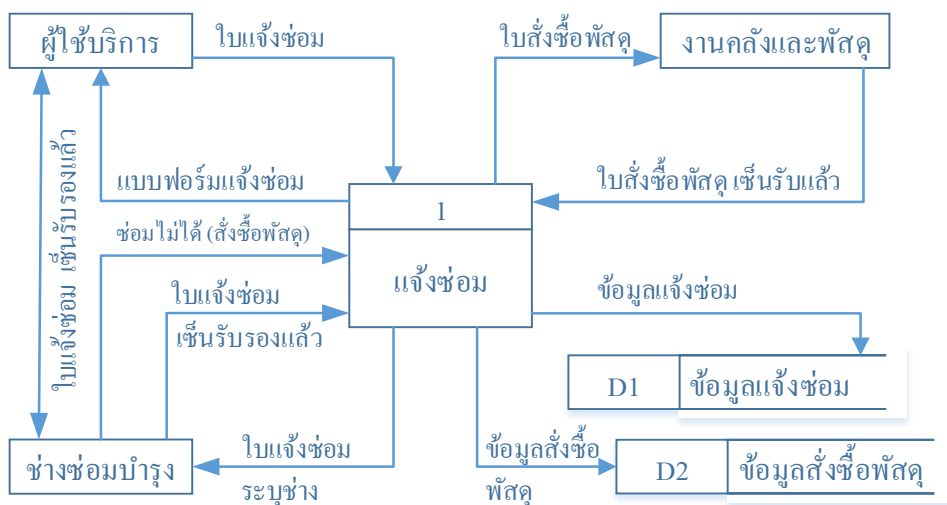 ผู้ใช้บริการ
ใบแจ้งซ่อม
ใบสั่งซื้อพัสดุ
งานคลังและพัสดุ
ใบแจ้งซ่อม เซ็นรับรองแล้ว
แบบฟอร์มแจ้งซ่อม
ใบสั่งซื้อพัสดุ เซ็นรับแล้ว
1
ซ่อมไม่ได้ (สั่งซื้อพัสดุ)
แจ้งซ่อม
ใบแจ้งซ่อม
เซ็นรับรองแล้ว
ข้อมูลแจ้งซ่อม
D1 ข้อมูลแจ้งซ่อม
ช่างซ่อมบำรุง
ใบแจ้งซ่อม
ระบุช่าง
ข้อมูลสั่งซื้อ
พัสดุ
D2 ข้อมูลสั่งซื้อพัสดุ